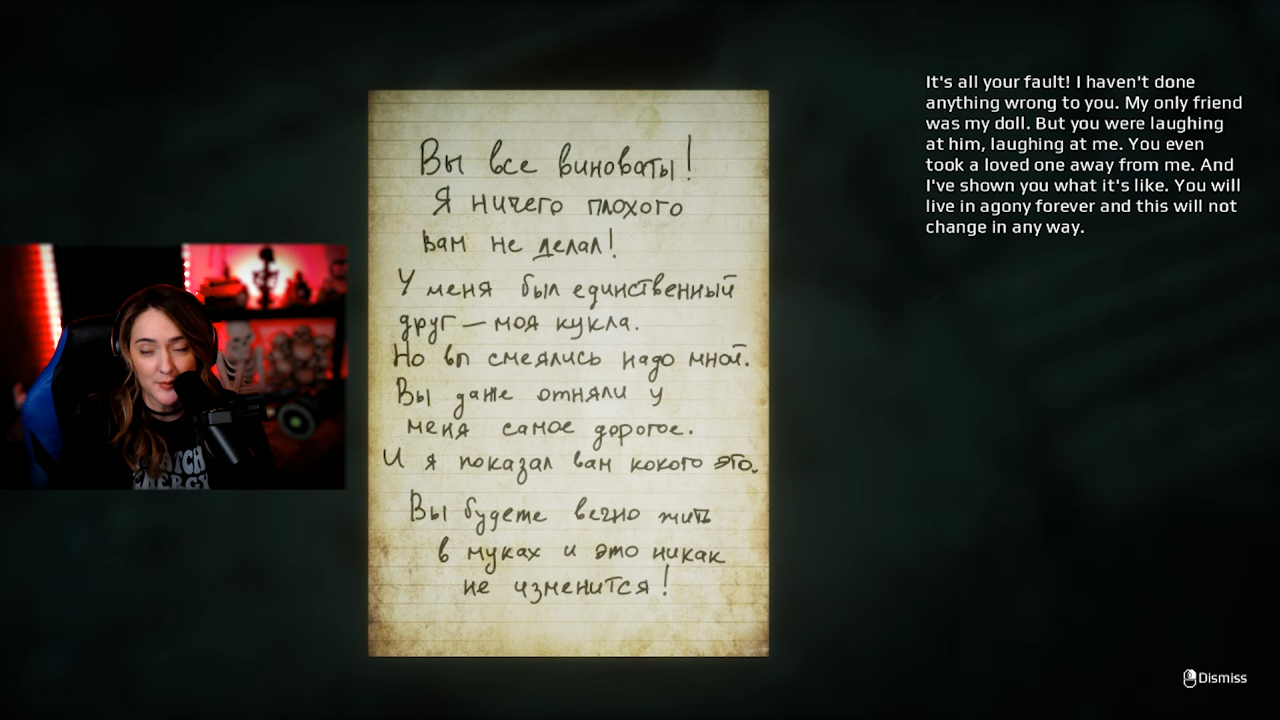 Вы все виноваты!
Я ничего плохого
вам не делал!
У меня был единственный
друг — моя кукла.
Но вы смеялись надо мной.
Вы даже отняли у
меня самое дорогое.
И я показал вам кокого это.
Вы будете вечно жить
в муках и это никак
не изменится!
It's all your fault! I haven't done
anything wrong to you. My only friend
was my doll. But you were laughing
at him, laughing at me. You even
took a loved one away from me. And
I've shown you what it's like. You will
live in agony forever and this will not
change in any way.
ENERGY
Dismiss